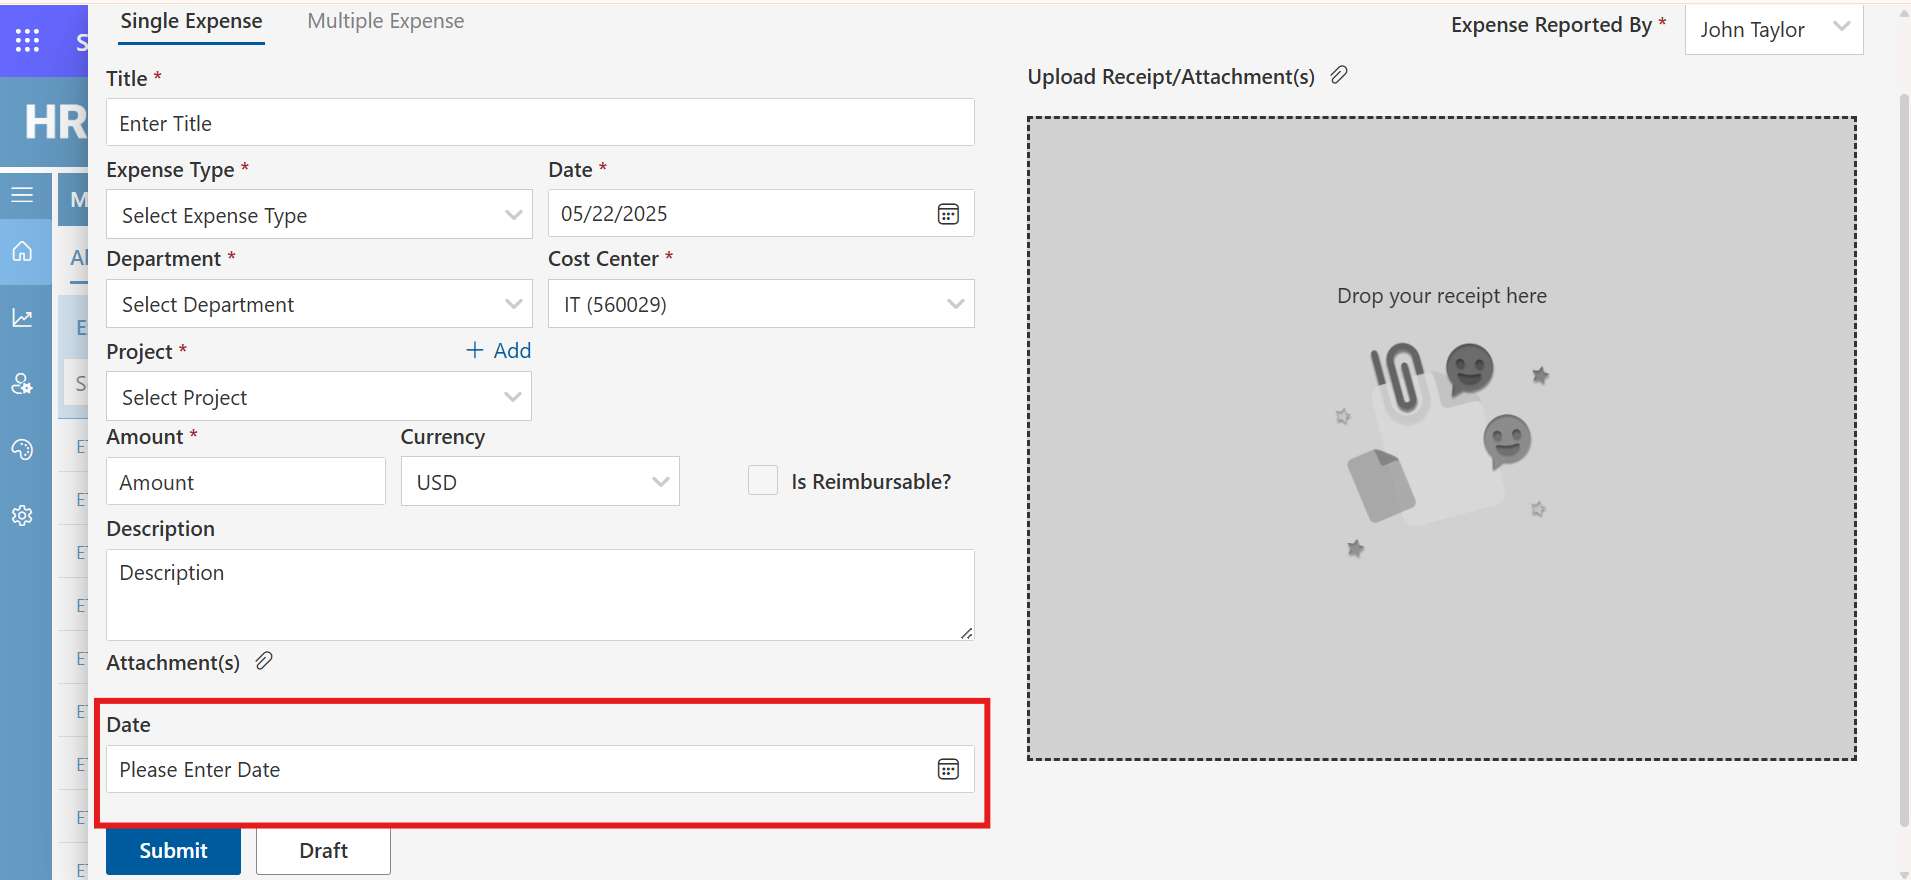 Single Expense
Multiple Expense
Expense Reported By *
John Taylor
S
HR
Title *
Upload Receipt/Attachment(s)
Enter Title
Expense Type *
Date *
M
Select Expense Type
05/22/2025
Department *
Cost Center *
Al
Select Department
IT (560029)
Drop your receipt here
E
Project *
+ Add
S
Select Project
Amount *
Currency
Amount
USD
Is Reimbursable?
Description
Description
Attachment(s)
Date
Please Enter Date
Submit
Draft